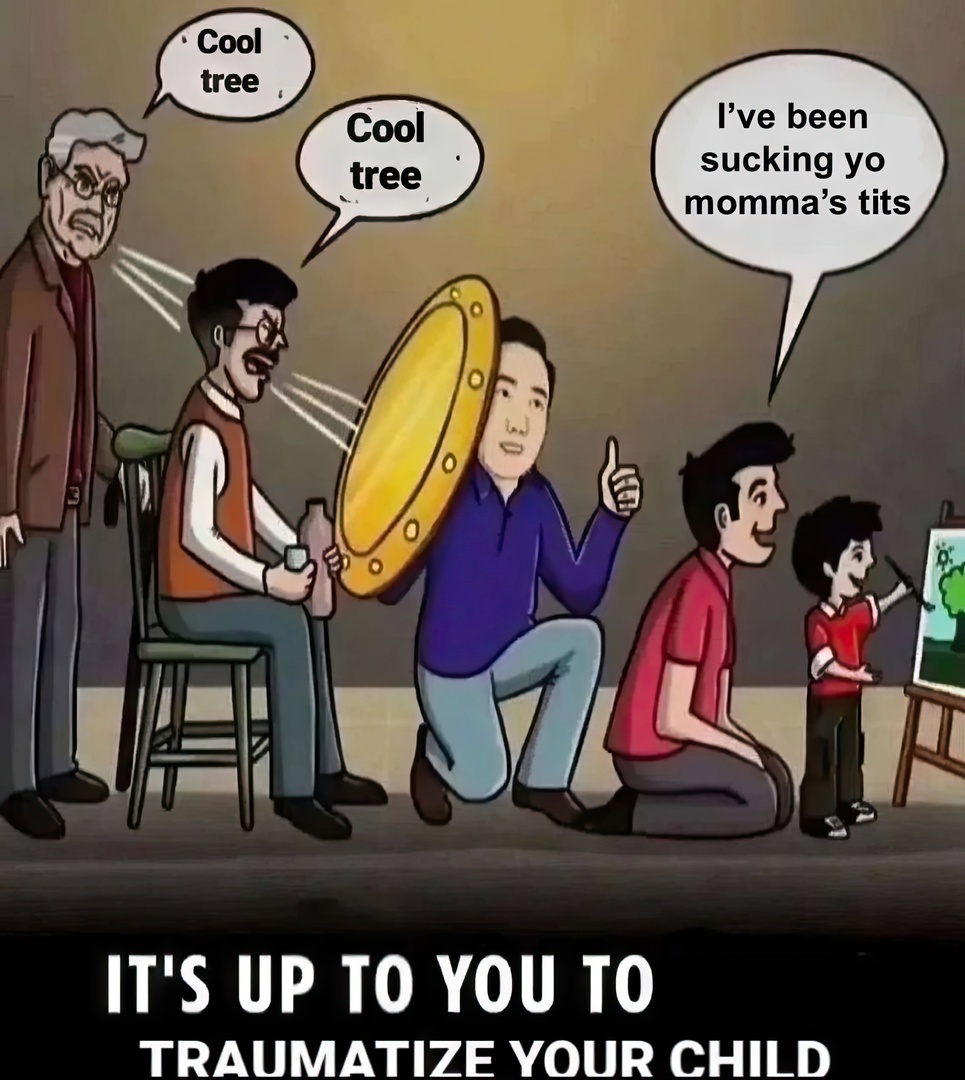 Cool
tree
Cool
tree
I’ve been
sucking yo
momma’s tits
IT'S UP TO YOU TO
TRAUMATIZE YOUR CHILD